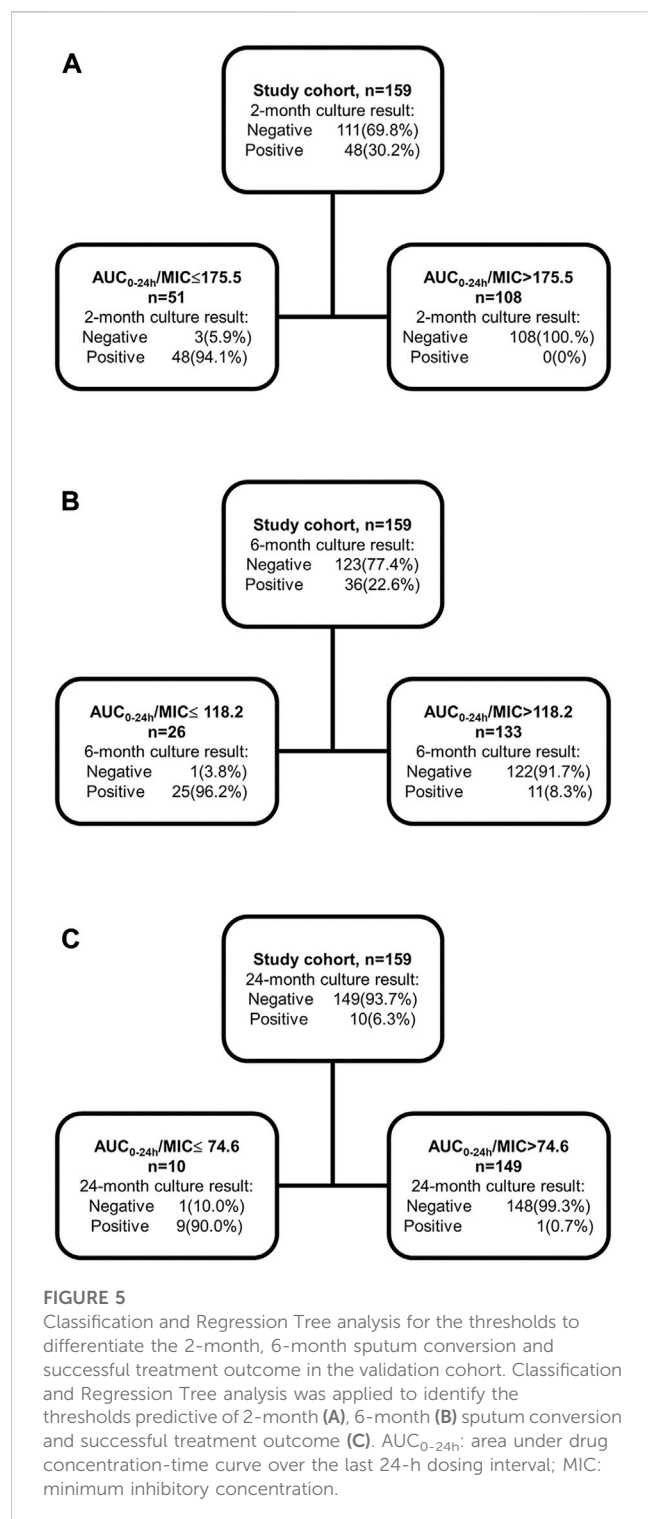 A
Study cohort, n=159
2-month culture result:
Negative 111(69.8%)
Positive 48(30.2%)
AUC0-24h/MIC≤175.5
n=51
2-month culture result:
Negative 3(5.9%)
Positive 48(94.1%)
AUC0-24h/MIC>175.5
n=108
2-month culture result:
Negative 108(100.%)
Positive 0(0%)
B
Study cohort, n=159
6-month culture result:
Negative 123(77.4%)
Positive 36(22.6%)
AUC0-24h/MIC≤ 118.2
n=26
6-month culture result:
Negative 1(3.8%)
Positive 25(96.2%)
AUC0-24h/MIC>118.2
n=133
6-month culture result:
Negative 122(91.7%)
Positive 11(8.3%)
C
Study cohort, n=159
24-month culture result:
Negative 149(93.7%)
Positive 10(6.3%)
AUC0-24h/MIC≤ 74.6
n=10
24-month culture result:
Negative 1(10.0%)
Positive 9(90.0%)
AUC0-24h/MIC>74.6
n=149
24-month culture result:
Negative 148(99.3%)
Positive 1(0.7%)
FIGURE 5
Classification and Regression Tree analysis for the thresholds to
differentiate the 2-month, 6-month sputum conversion and
successful treatment outcome in the validation cohort. Classification
and Regression Tree analysis was applied to identify the
thresholds predictive of 2-month (A), 6-month (B) sputum conversion
and successful treatment outcome (C). AUC0-24h: area under drug
concentration-time curve over the last 24-h dosing interval; MIC:
minimum inhibitory concentration.